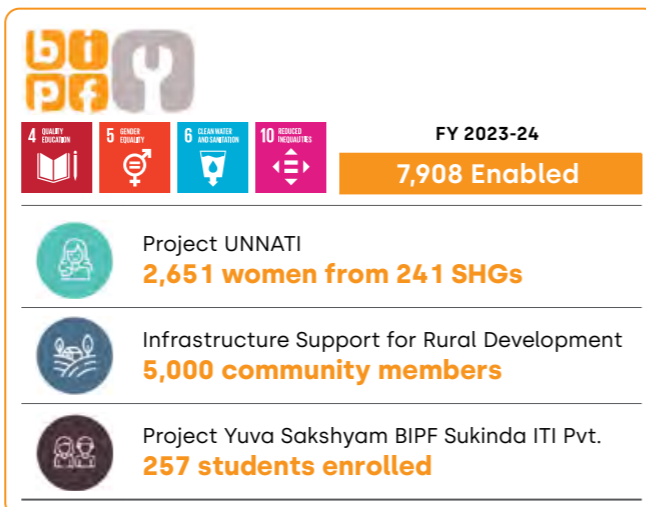 bi
pf
4 QUALITY
EDUCATION
5 GENDER
EQUALITY
6 CLEAN WATER
AND SANITATION
10 REDUCED
INEQUALITIES
FY 2023-24
7,908 Enabled
Project UNNATI
2,651 women from 241 SHGs
Infrastructure Support for Rural Development
5,000 community members
Project Yuva Sakshyam BIPF Sukinda ITI Pvt.
257 students enrolled